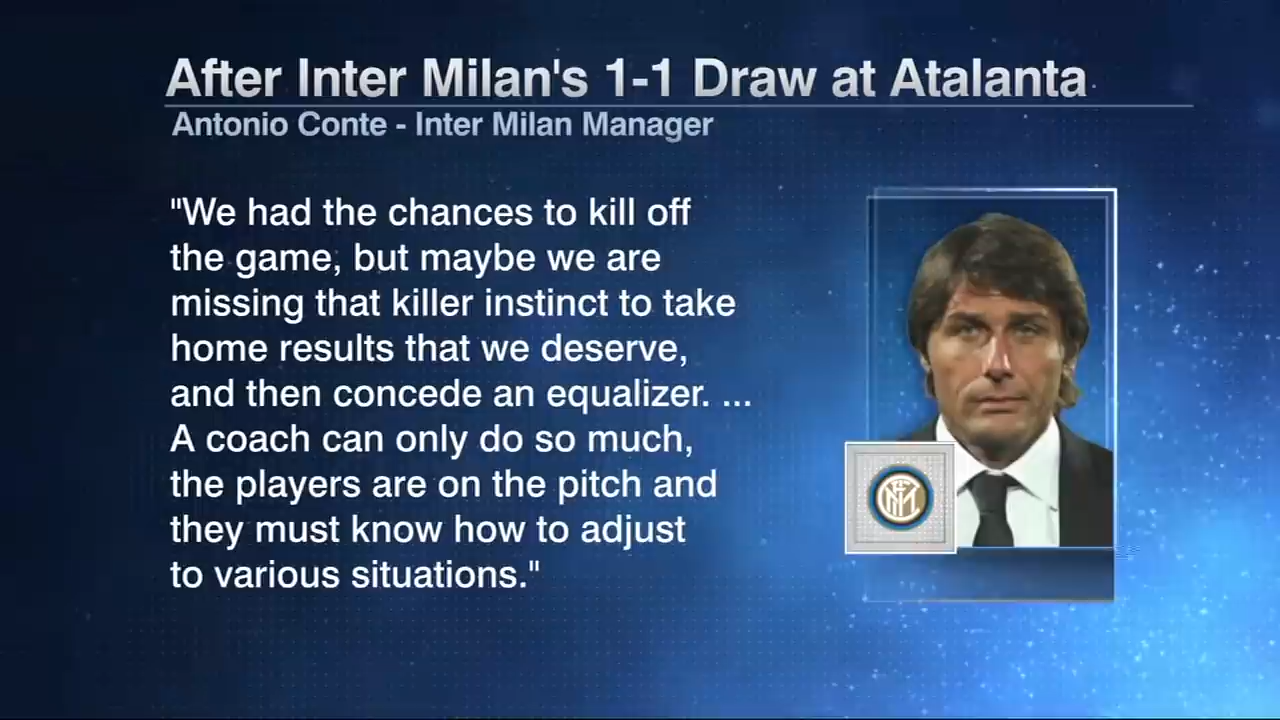 After Inter Milan's 1-1 Draw at Atalanta
Antonio Conte - Inter Milan Manager
"We had the chances to kill off
the game, but maybe we are
missing that killer instinct to take
home results that we deserve,
and then concede an equalizer. ...
A coach can only do so much,
the players are on the pitch and
they must know how to adjust
to various situations."